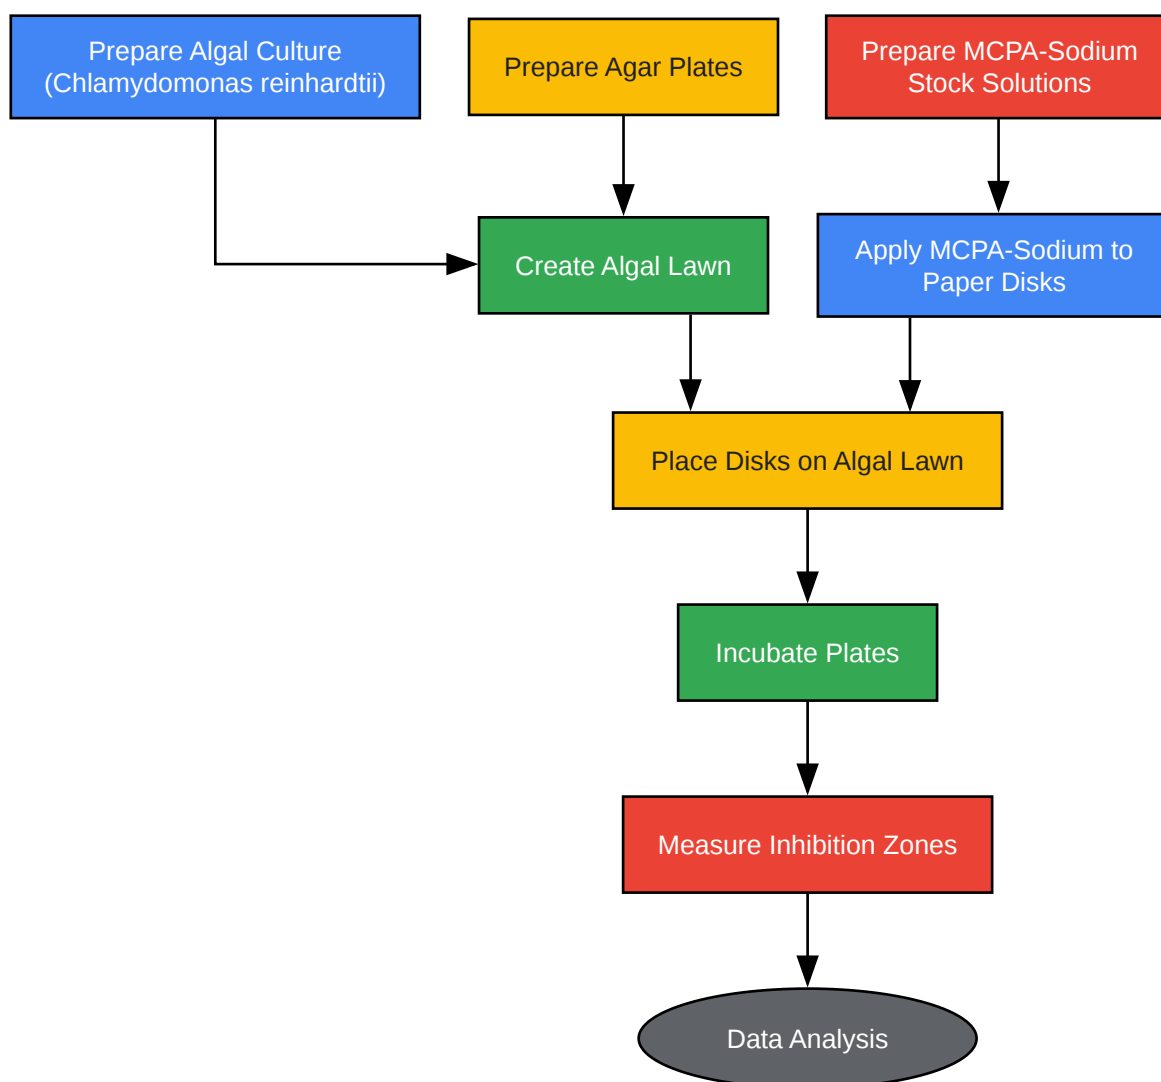 Prepare Algal Culture
(Chlamydomonas reinhardtii)
Prepare Agar Plates
Prepare MCPA-Sodium
Stock Solutions
Create Algal Lawn
Apply MCPA-Sodium to
Paper Disks
Place Disks on Algal Lawn
Incubate Plates
Measure Inhibition Zones
Data Analysis